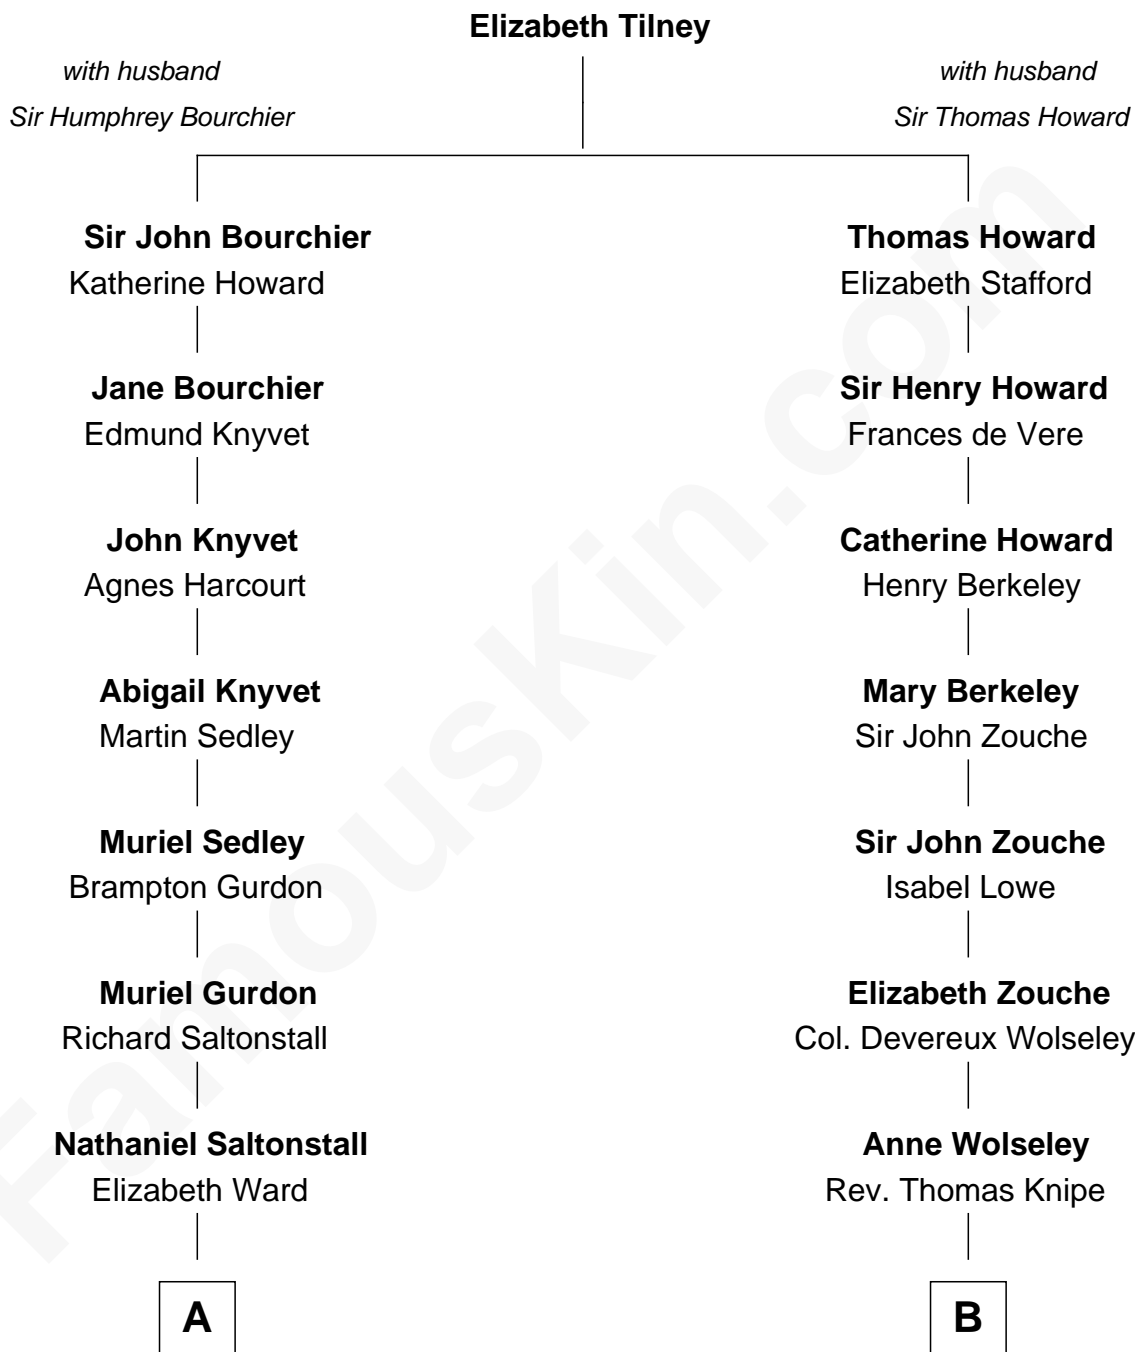 Elizabeth Tilney
with husband
Sir Humphrey Bourchier
with husband
Sir Thomas Howard
Sir John Bourchier
Katherine Howard
Thomas Howard
Elizabeth Stafford
Jane Bourchier
Edmund Knyvet
Sir Henry Howard
Frances de Vere
John Knyvet
Agnes Harcourt
Catherine Howard
Henry Berkeley
Abigail Knyvet
Martin Sedley
Mary Berkeley
Sir John Zouche
Muriel Sedley
Brampton Gurdon
Sir John Zouche
Isabel Lowe
Muriel Gurdon
Richard Saltonstall
Elizabeth Zouche
Col. Devereux Wolseley
Nathaniel Saltonstall
Elizabeth Ward
Anne Wolseley
Rev. Thomas Knipe
A
B
FamousKin.com